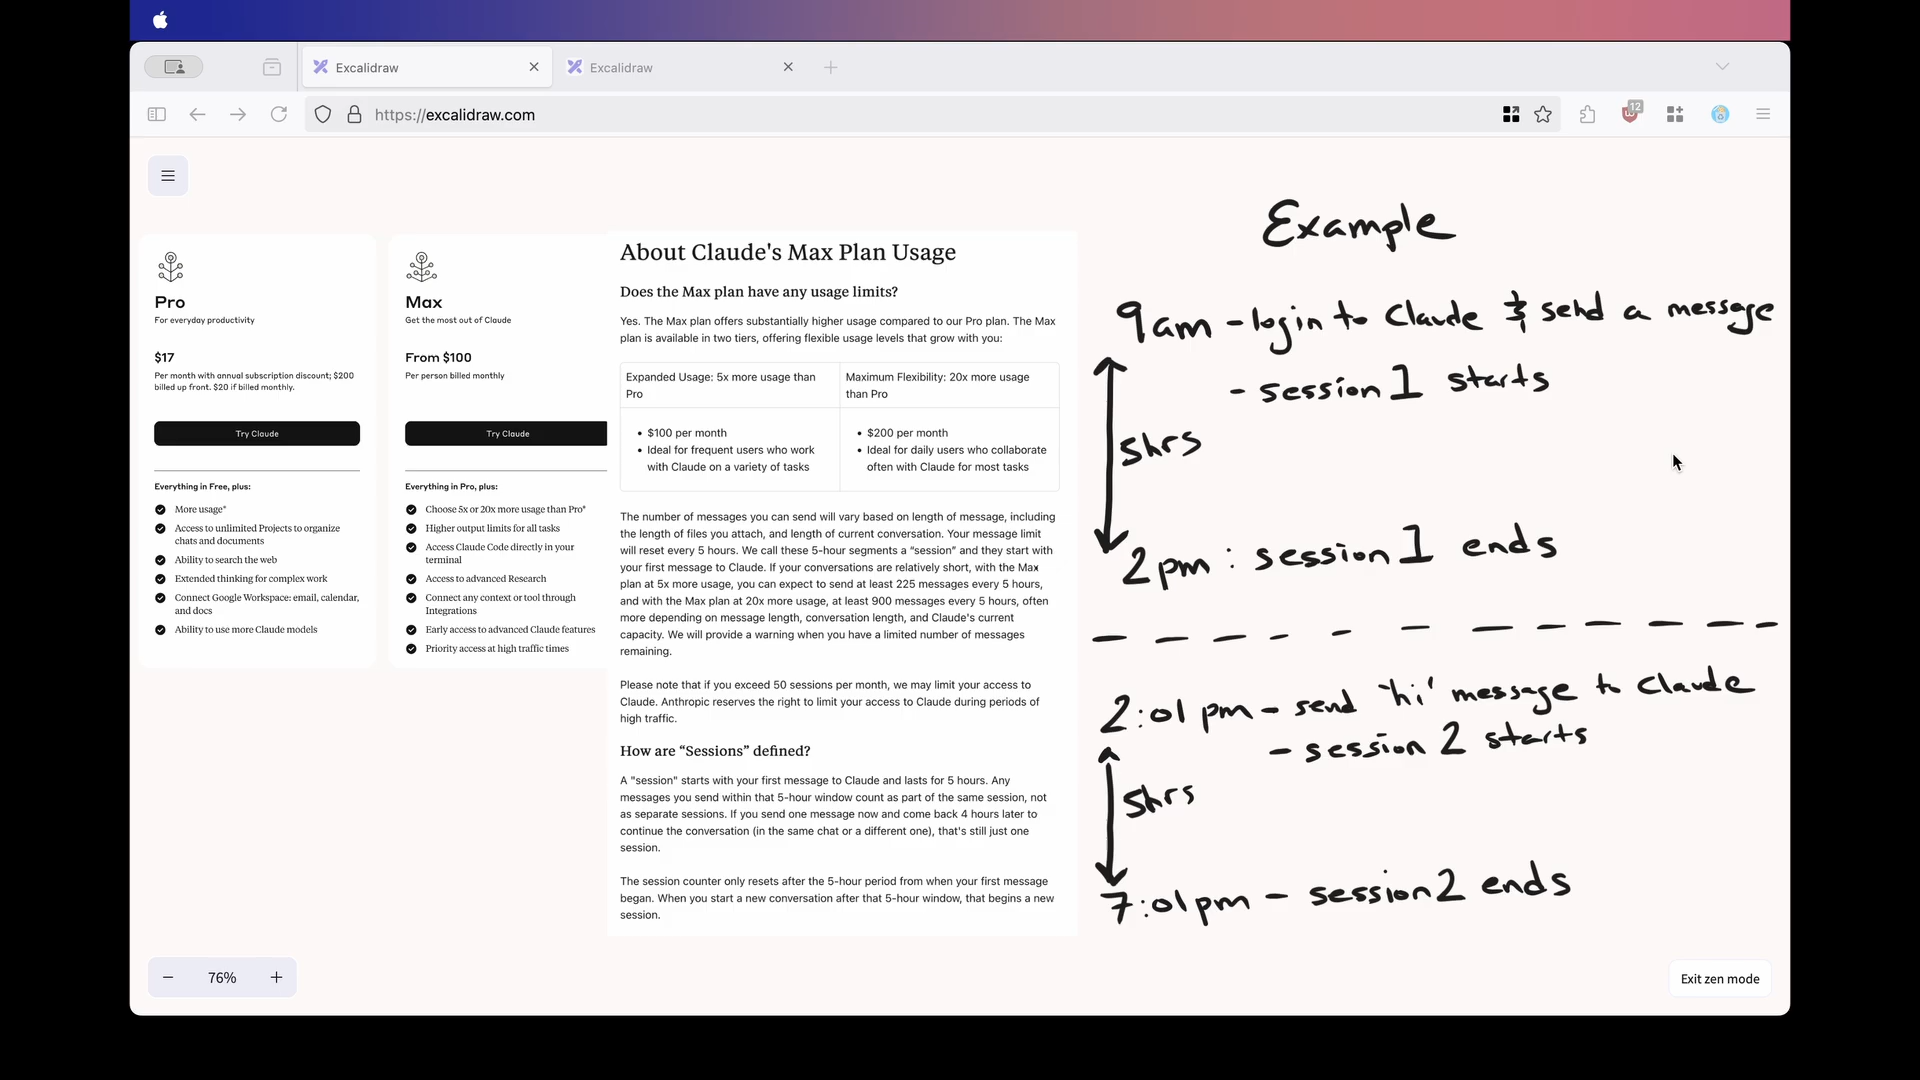 Excalidraw
Excalidraw
https://excalidraw.com
12
Pro
For everyday productivity
$17
Per month with annual subscription discount; $200
billed up front. $20 if billed monthly.
Try Claude
Everything in Free, plus:
More usage*
Access to unlimited Projects to organize
chats and documents
Ability to search the web
Extended thinking for complex work
Connect Google Workspace: email, calendar,
and docs
Ability to use more Claude models
Max
Get the most out of Claude
From $100
Per person billed monthly
Try Claude
Everything in Pro, plus:
Choose 5x or 20x more usage than Pro*
Higher output limits for all tasks
Access Claude Code directly in your
terminal
Access to advanced Research
Connect any context or tool through
Integrations
Early access to advanced Claude features
Priority access at high traffic times
About Claude's Max Plan Usage
Does the Max plan have any usage limits?
Yes. The Max plan offers substantially higher usage compared to our Pro plan. The Max
plan is available in two tiers, offering flexible usage levels that grow with you:
Expanded Usage: 5x more usage than
Pro
• $100 per month
• Ideal for frequent users who work
with Claude on a variety of tasks
Maximum Flexibility: 20x more usage
than Pro
• $200 per month
• Ideal for daily users who collaborate
often with Claude for most tasks
The number of messages you can send will vary based on length of message, including
the length of files you attach, and length of current conversation. Your message limit
will reset every 5 hours. We call these 5-hour segments a “session” and they start with
your first message to Claude. If your conversations are relatively short, with the Max
plan at 5x more usage, you can expect to send at least 225 messages every 5 hours,
and with the Max plan at 20x more usage, at least 900 messages every 5 hours, often
more depending on message length, conversation length, and Claude's current
capacity. We will provide a warning when you have a limited number of messages
remaining.
Please note that if you exceed 50 sessions per month, we may limit your access to
Claude. Anthropic reserves the right to limit your access to Claude during periods of
high traffic.
How are “Sessions” defined?
A "session" starts with your first message to Claude and lasts for 5 hours. Any
messages you send within that 5-hour window count as part of the same session, not
as separate sessions. If you send one message now and come back 4 hours later to
continue the conversation (in the same chat or a different one), that's still just one
session.
The session counter only resets after the 5-hour period from when your first message
began. When you start a new conversation after that 5-hour window, that begins a new
session.
Example
9am - login to Claude & send a message
- session 1 starts
5hrs
2pm : session 1 ends
2:01 pm - send 'hi' message to Claude
- session 2 starts
5hrs
7:01pm - session 2 ends
76%
Exit zen mode